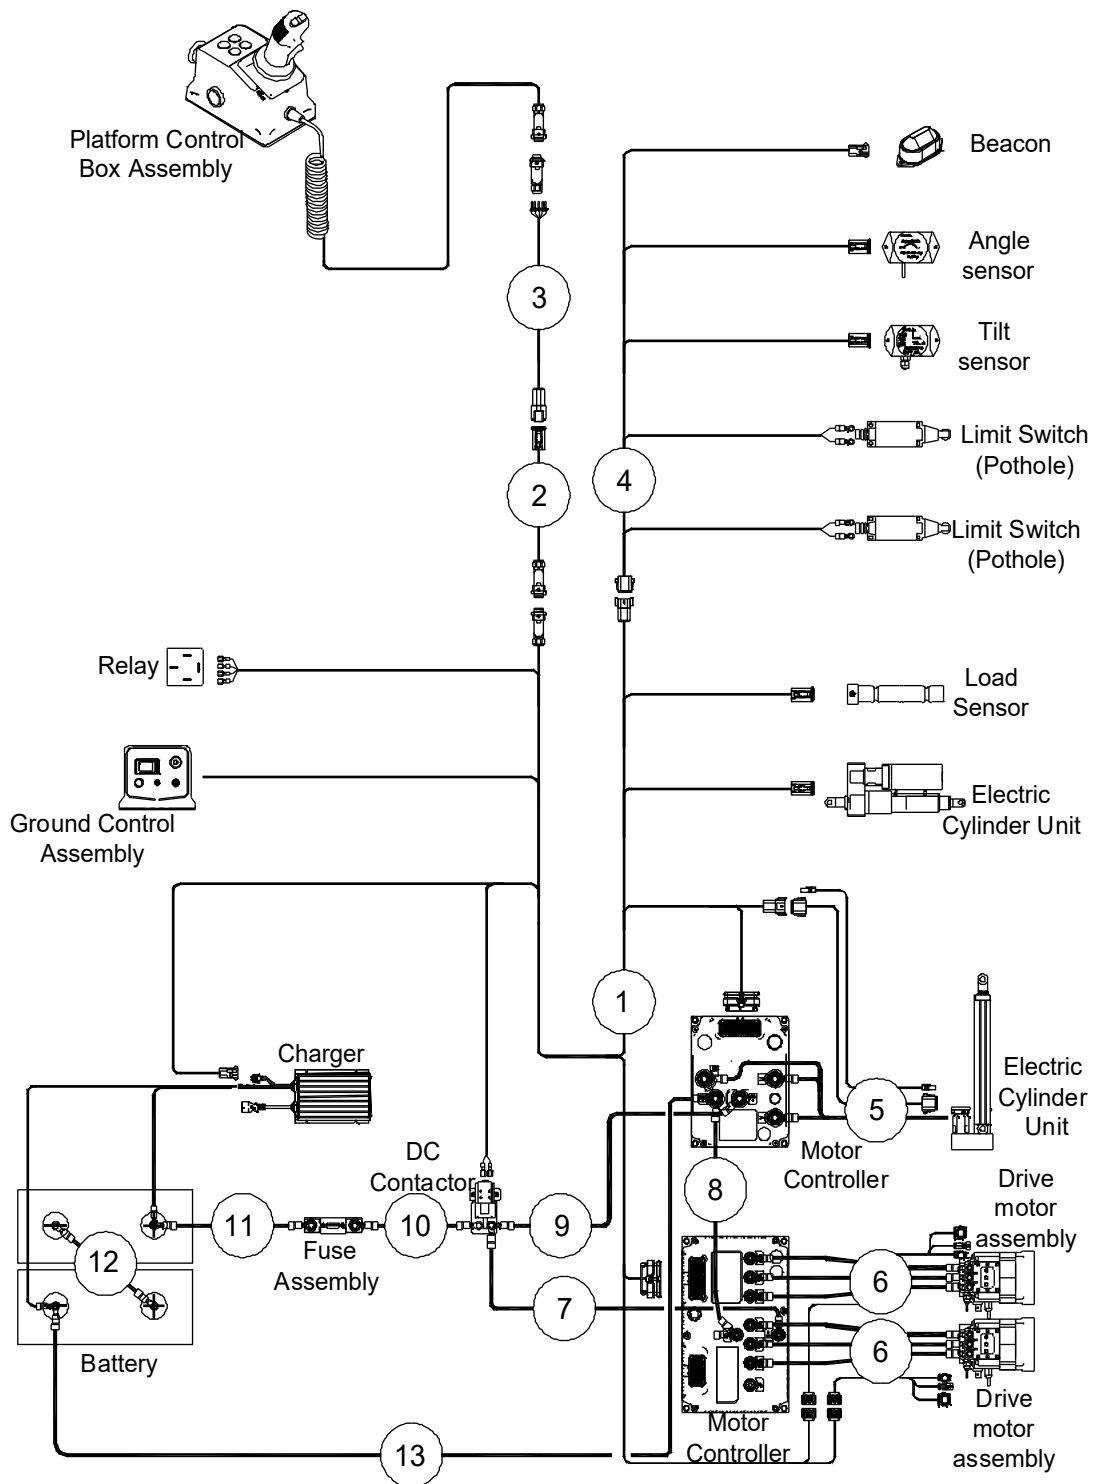 Platform Control
Box Assembly
Beacon
Angle
sensor
3
Tilt
sensor
Limit Switch
(Pothole)
2
4
Limit Switch
(Pothole)
Relay
Load
Sensor
Ground Control
Assembly
Electric
Cylinder Unit
1
Charger
Electric
Cylinder
Unit
5
Motor
Controller
DC
Contactor
8
Drive
motor
assembly
11
10
9
Fuse
Assembly
12
6
7
6
Battery
Drive
motor
assembly
Motor
Controller
13